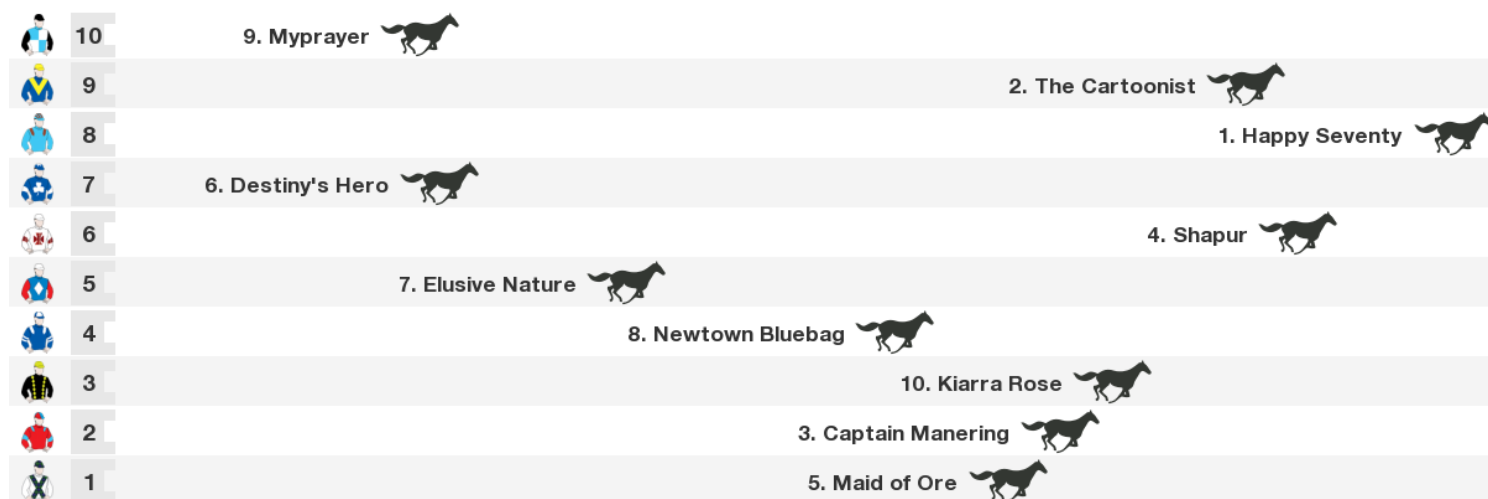 10 9. Myprayer
9 2. The Cartoonist
8 1. Happy Seventy
7 6. Destiny's Hero
6 4. Shapur
5 7. Elusive Nature
4 8. Newtown Bluebag
3 10. Kiarra Rose
2 3. Captain Manering
1 5. Maid of Ore